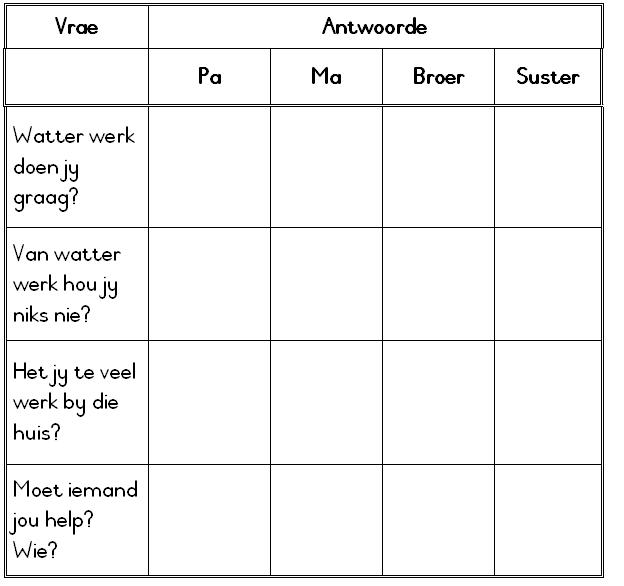 Vrae Antwoorde
Pa Ma Broer Suster
Watter werk
doen jy
graag?
Van watter
werk hou jy
niks nie?
Het jy te veel
werk by die
huis?
Moet iemand
jou help?
Wie?